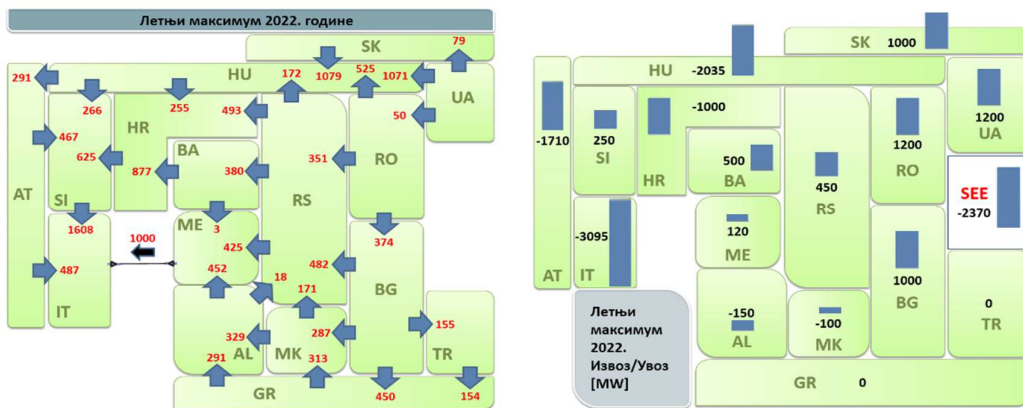 Летњи максимум 2022. године
SK
79
291
HU
172
1079
525
1071
UA
266
255
493
50
HR
467
BA
RS
351
RO
625
877
380
AT
SI
ME
1608
1000
3
374
425
487
452
18
482
BG
IT
171
329
287
155
AL
MK
TR
291
313
GR
450
154
SK
1000
HU
-2035
UA
1200
-1710
250
SI
HR
-1000
500
BA
RO
1200
450
RS
SEE
-2370
-3095
ME
120
AT
IT
BG
1000
Летњи
максимум
2022.
Извоз/Увоз
[MW]
-150
AL
-100
MK
0
TR
GR
0